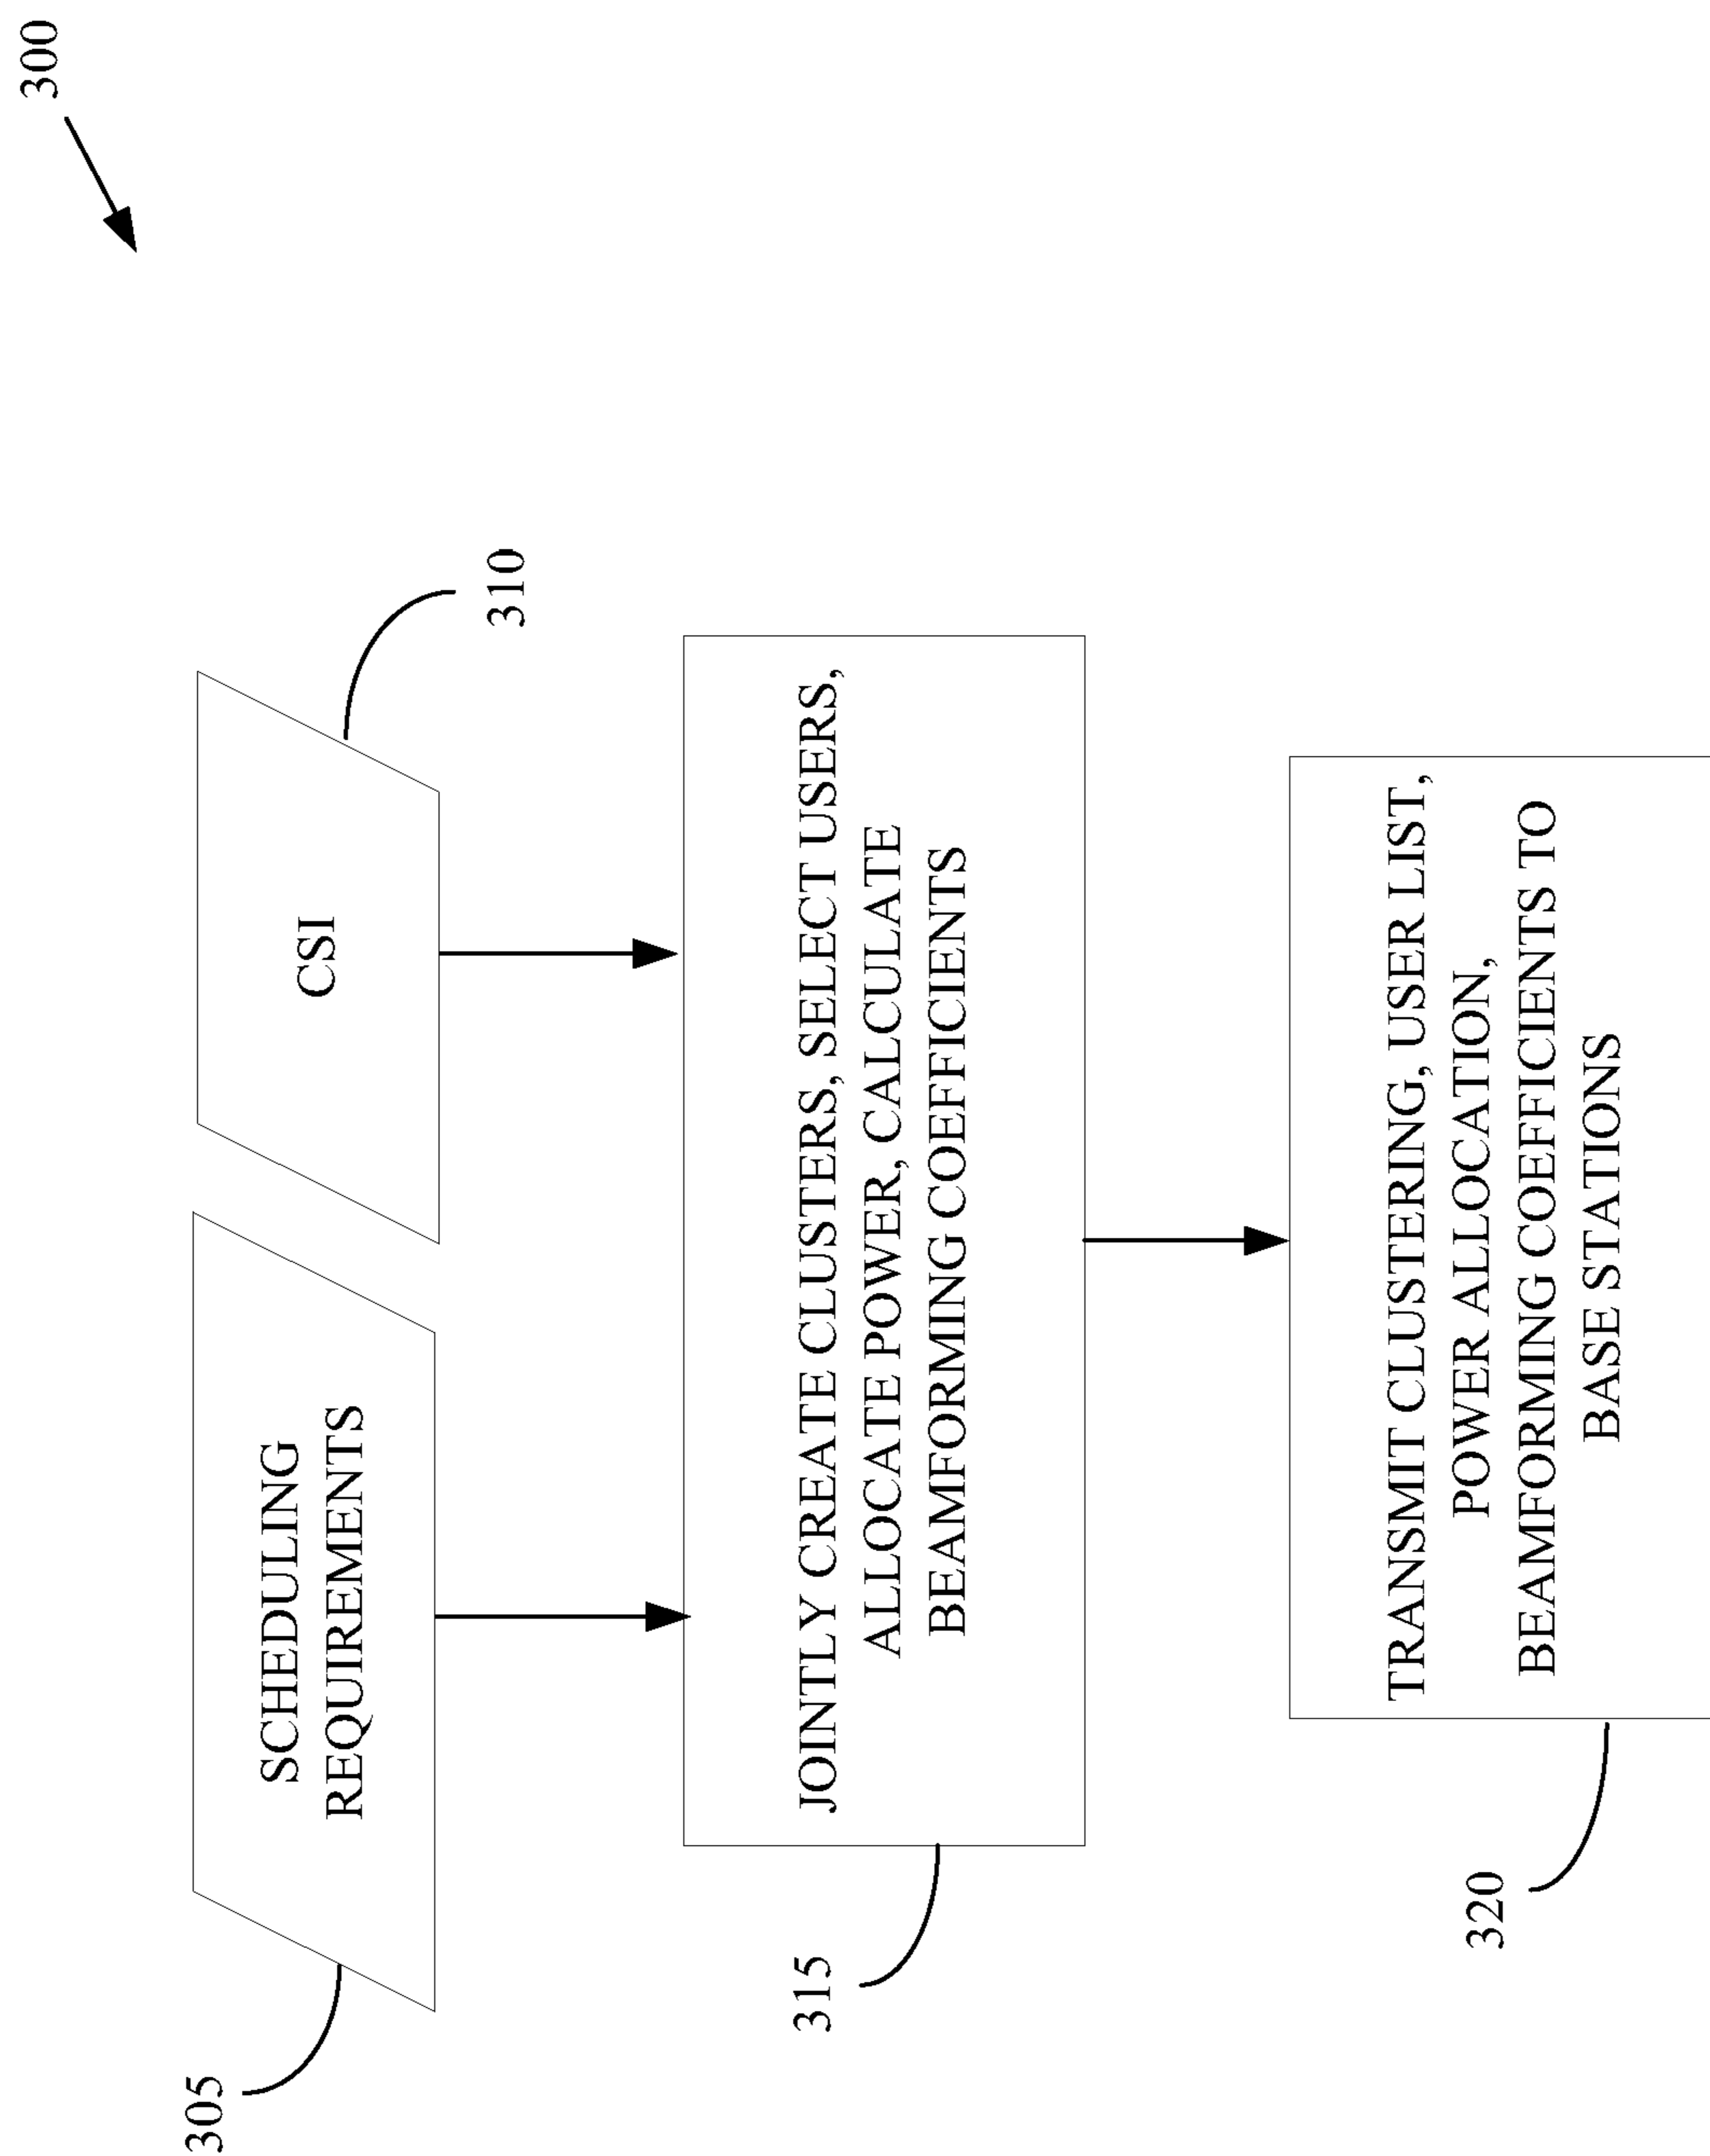 300
305
SCHEDULING
REQUIREMENTS
CSI
310
315
JOINTLY CREATE CLUSTERS, SELECT USERS,
ALLOCATE POWER, CALCULATE
BEAMFORMING COEFFICIENTS
320
TRANSMIT CLUSTERING, USER LIST,
POWER ALLOCATION,
BEAMFORMING COEFFICIENTS TO
BASE STATIONS